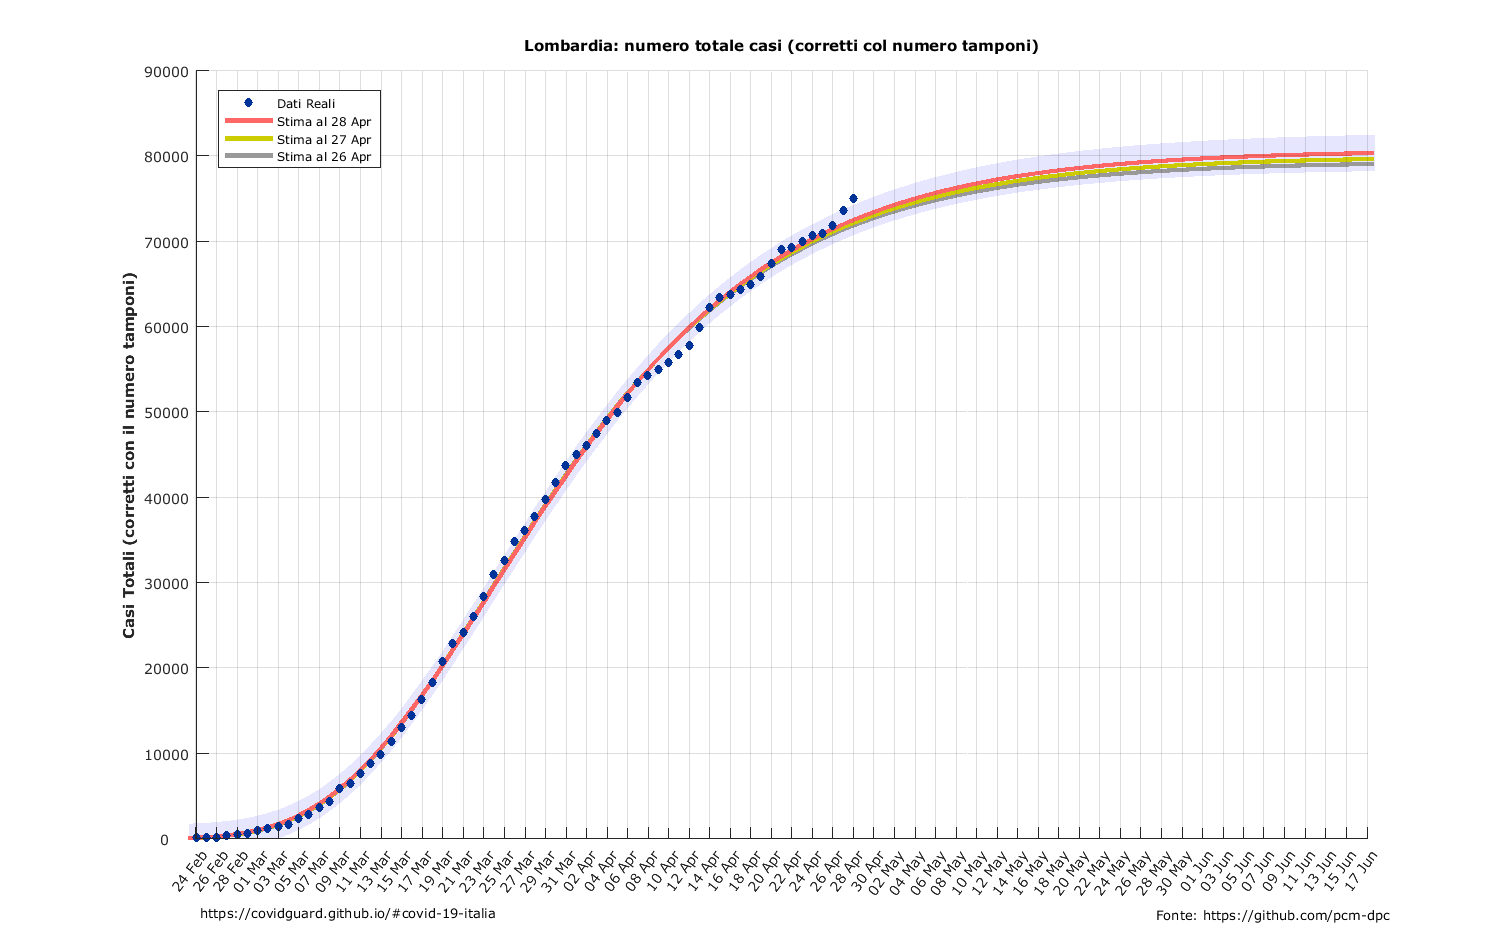 Lombardia: numero totale casi (corretti col numero tamponi)
90000
80000
70000
60000
50000
40000
30000
20000
10000
0
Casi Totali (corretti con il numero tamponi)
Dati Reali
Stima al 28 Apr
Stima al 27 Apr
Stima al 26 Apr
24 Feb
26 Feb
28 Feb
01 Mar
03 Mar
05 Mar
07 Mar
09 Mar
11 Mar
13 Mar
15 Mar
17 Mar
19 Mar
21 Mar
23 Mar
25 Mar
27 Mar
29 Mar
31 Mar
02 Apr
04 Apr
06 Apr
08 Apr
10 Apr
12 Apr
14 Apr
16 Apr
18 Apr
20 Apr
22 Apr
24 Apr
26 Apr
28 Apr
30 Apr
02 May
04 May
06 May
08 May
10 May
12 May
14 May
16 May
18 May
20 May
22 May
24 May
26 May
28 May
30 May
01 Jun
03 Jun
05 Jun
07 Jun
09 Jun
11 Jun
13 Jun
15 Jun
17 Jun
https://covidguard.github.io/#covid-19-italia
Fonte: https://github.com/pcm-dpc